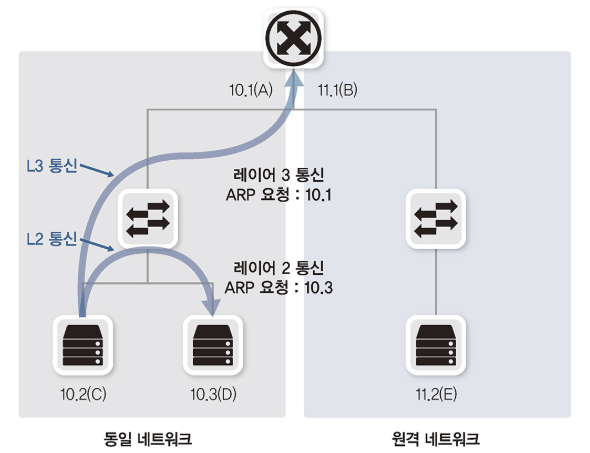 10.1(A)
11.1(B)
L3 통신
레이어 3 통신
ARP 요청 : 10.1
L2 통신
레이어 2 통신
ARP 요청 : 10.3
10.2(C)
10.3(D)
11.2(E)
동일 네트워크
원격 네트워크